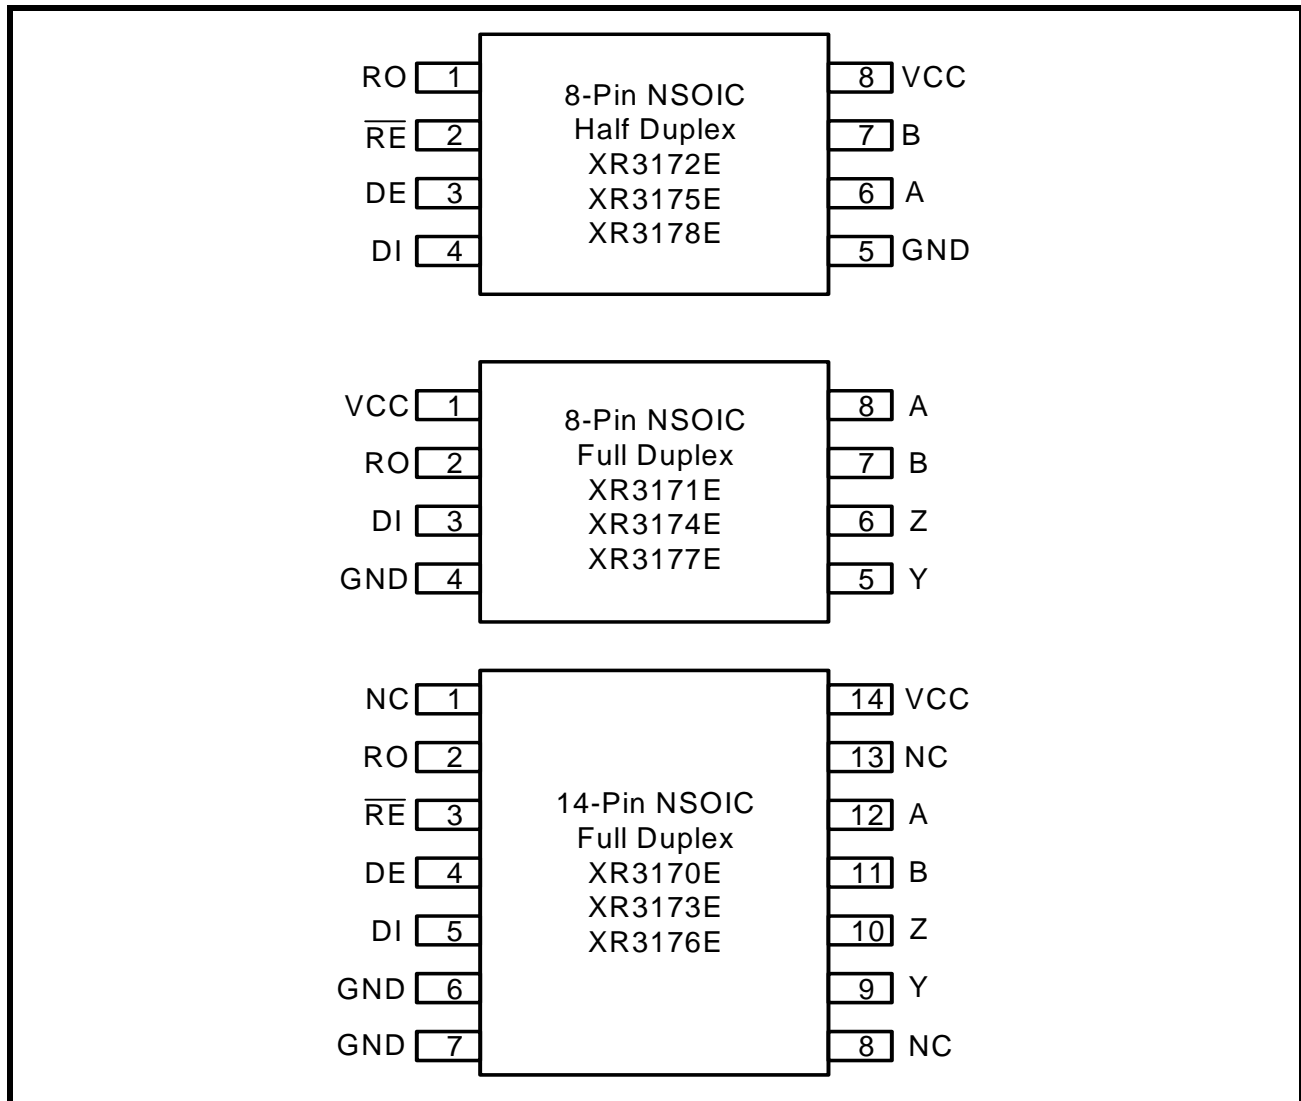 RO 1 8 VCC
8-Pin NSOIC
Half Duplex
R̅E̅ 2 7 B
XR3172E
DE 3 6 A
XR3175E
XR3178E
DI 4 5 GND
VCC 1 8 A
8-Pin NSOIC
Full Duplex
RO 2 7 B
XR3171E
DI 3 6 Z
XR3174E
XR3177E
GND 4 5 Y
NC 1 14 VCC
RO 2 13 NC
14-Pin NSOIC
R̅E̅ 3 12 A
Full Duplex
XR3170E
DE 4 11 B
XR3173E
DI 5 10 Z
XR3176E
GND 6 9 Y
GND 7 8 NC